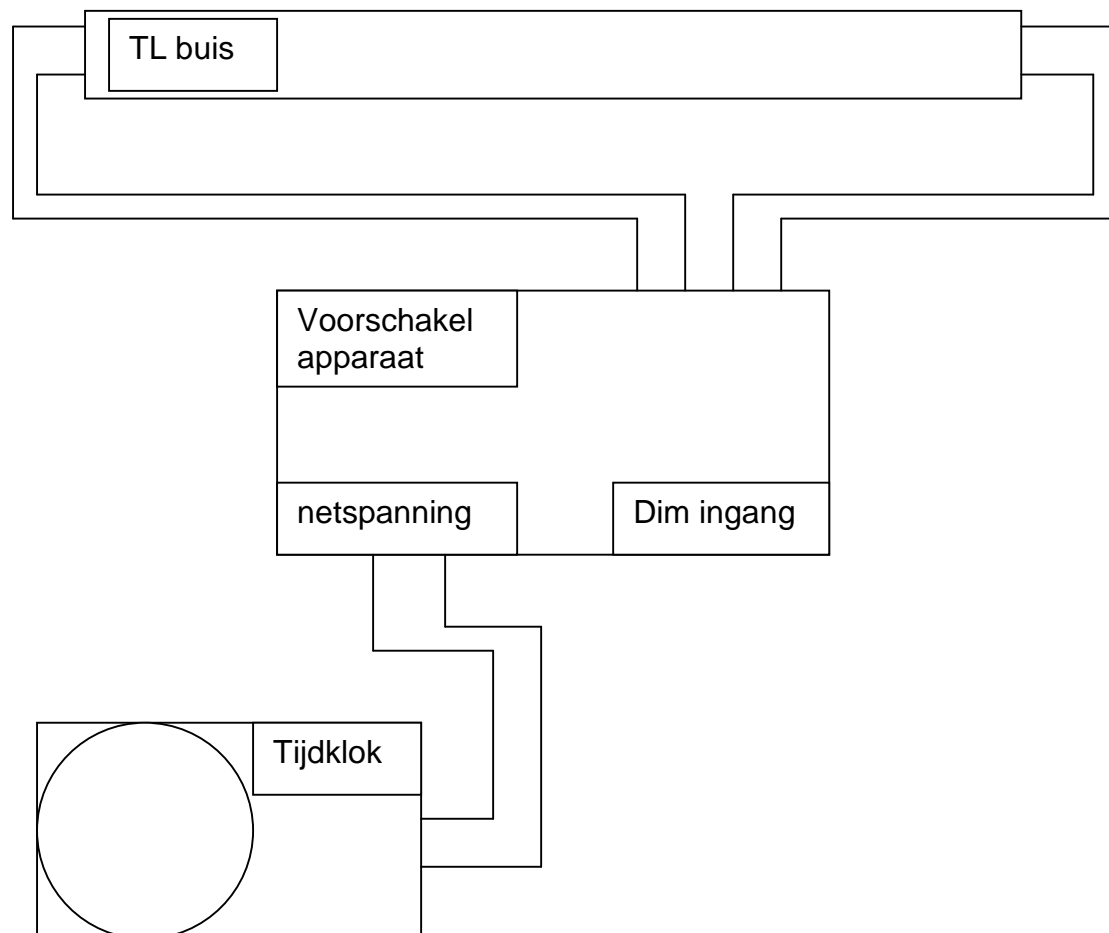 TL buis
Voorschakel
apparaat
netspanning
Dim ingang
Tijdklok